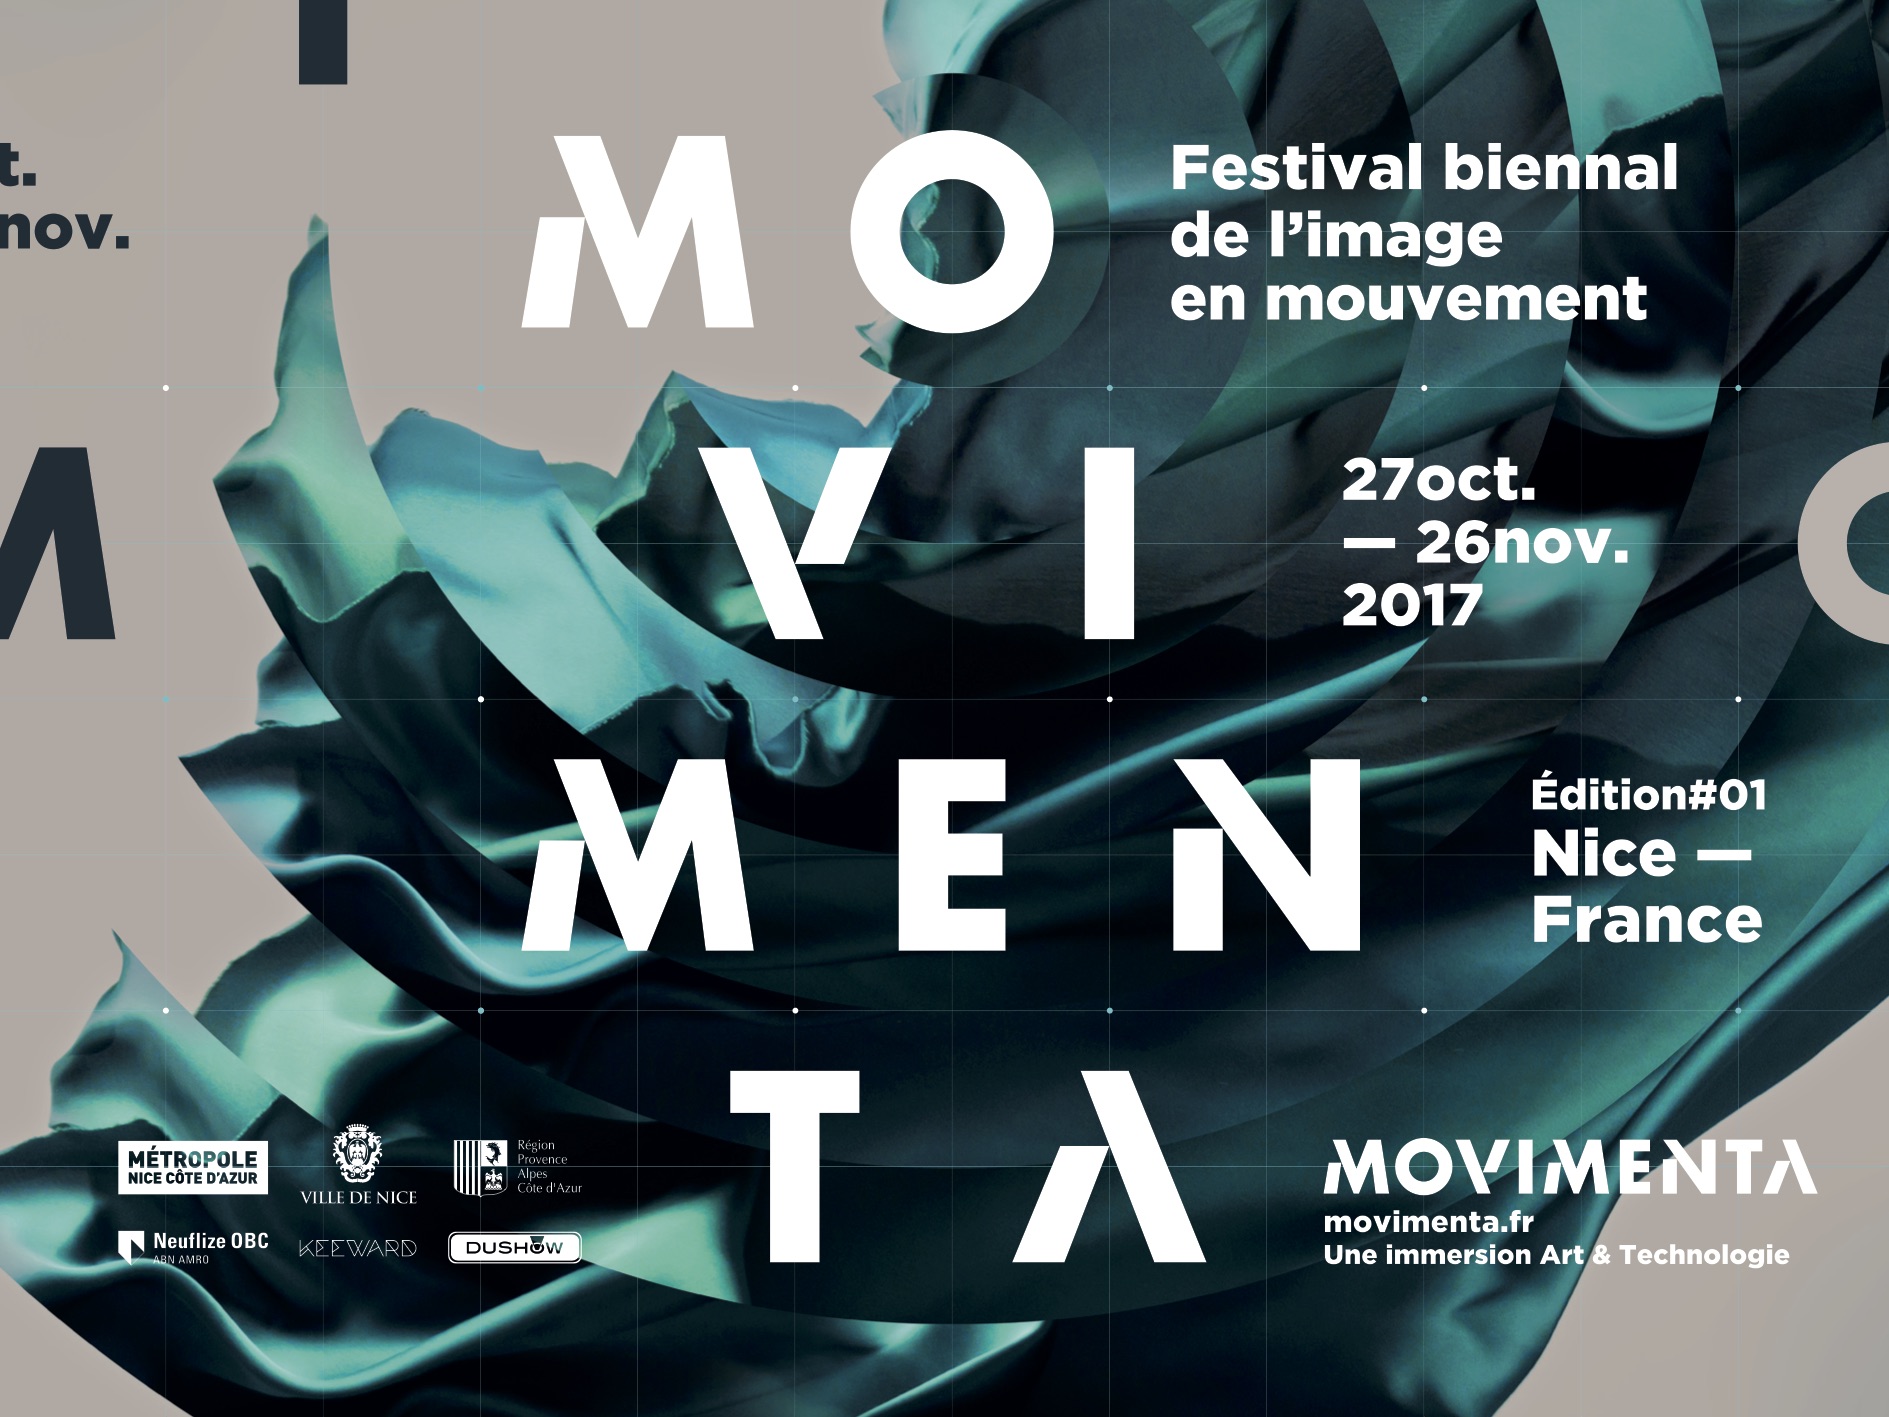 t.
nov.
M
MO
Festival biennal
de l’image
en mouvement
VI
27oct.
— 26nov.
2017
MEN
Édition#01
Nice —
France
TA
MÉTROPOLE
NICE CÔTE D'AZUR
VILLE DE NICE
Région
Provence
Alpes
Côte d'Azur
Neuflize OBC
ABN AMRO
KEEWARD
DUSHOW
MOVIMENTA
movimenta.fr
Une immersion Art & Technologie